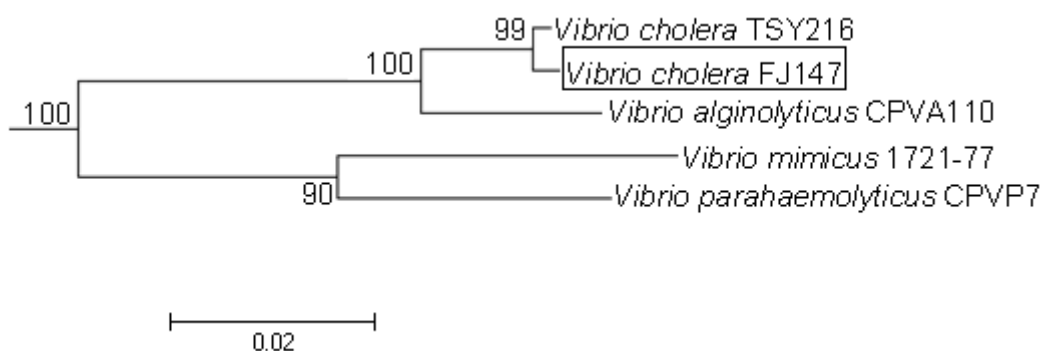 99 Vibrio cholera TSY216
100 Vibrio cholera FJ147
100 Vibrio alginolyticus CPVA110
Vibrio mimicus 1721-77
90 Vibrio parahaemolyticus CPVP7
0.02